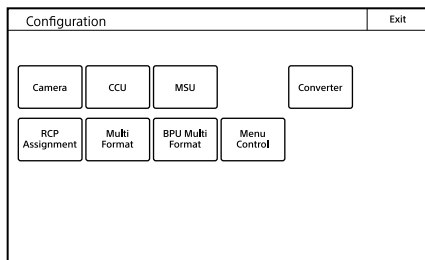 Configuration
Exit
Camera
CCU
MSU
Converter
RCP
Assignment
Multi
Format
BPU Multi
Format
Menu
Control